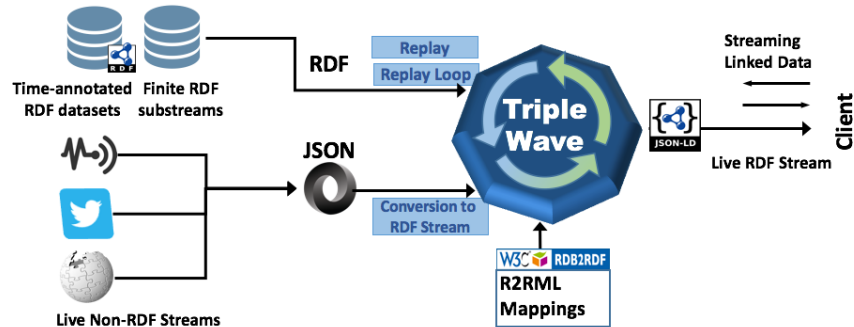 RDF
Time-annotated
RDF datasets
Finite RDF
substreams
RDF
Replay
Replay Loop
Triple
Wave
Streaming
Linked Data
{ }
JSON-LD
Live RDF Stream
Client
JSON
Conversion to
RDF Stream
W3C RDB2RDF
R2RML
Mappings
Live Non-RDF Streams